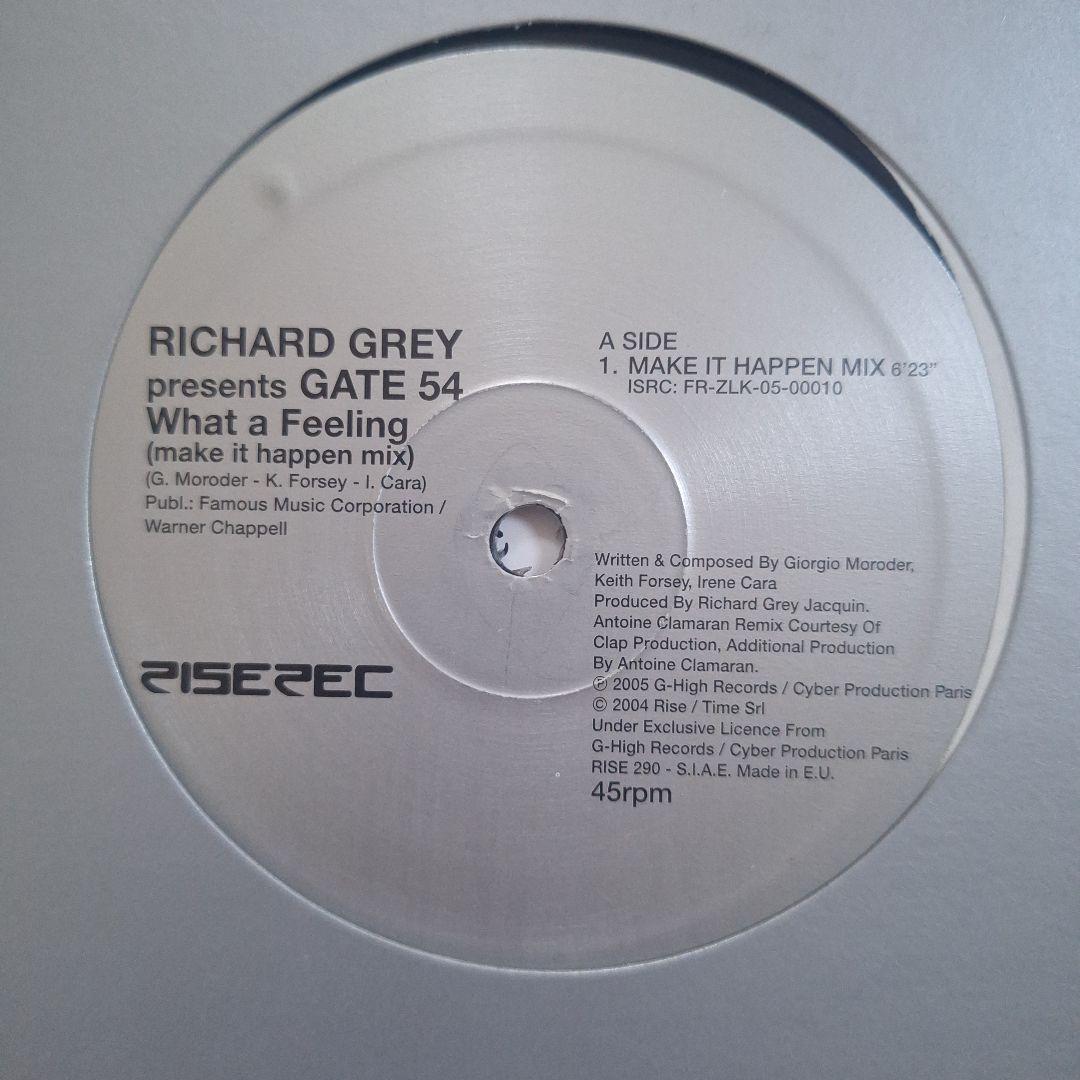 RICHARD GREY
presents GATE 54
What a Feeling
(make it happen mix)
(G. Moroder - K. Forsey - I. Cara)
Publ.: Famous Music Corporation /
Warner Chappell
RISEREC
A SIDE
1. MAKE IT HAPPEN MIX 6'23"
ISRC: FR-ZLK-05-00010
Written & Composed By Giorgio Moroder,
Keith Forsey, Irene Cara
Produced By Richard Grey Jacquin.
Antoine Clamaran Remix Courtesy Of
Clap Production, Additional Production
By Antoine Clamaran.
℗ 2005 G-High Records / Cyber Production Paris
© 2004 Rise / Time Srl
Under Exclusive Licence From
G-High Records / Cyber Production Paris
RISE 290 - S.I.A.E. Made in E.U.
45rpm